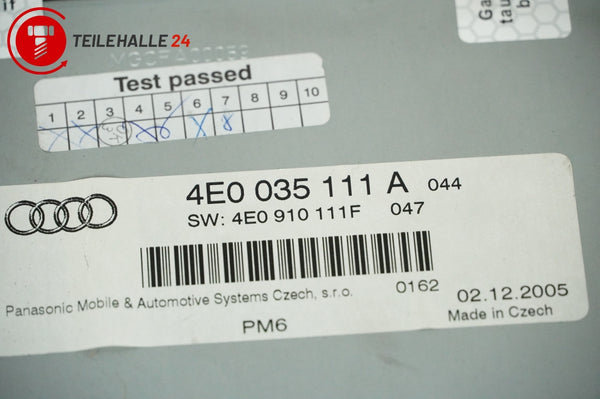 TEILEHALLE 24
Test passed
1 2 3 4 5 6 7 8 9 10
4E0 035 111 A 044
SW: 4E0 910 111F 047
Panasonic Mobile & Automotive Systems Czech, s.r.o. 0162 02.12.2005
PM6 Made in Czech